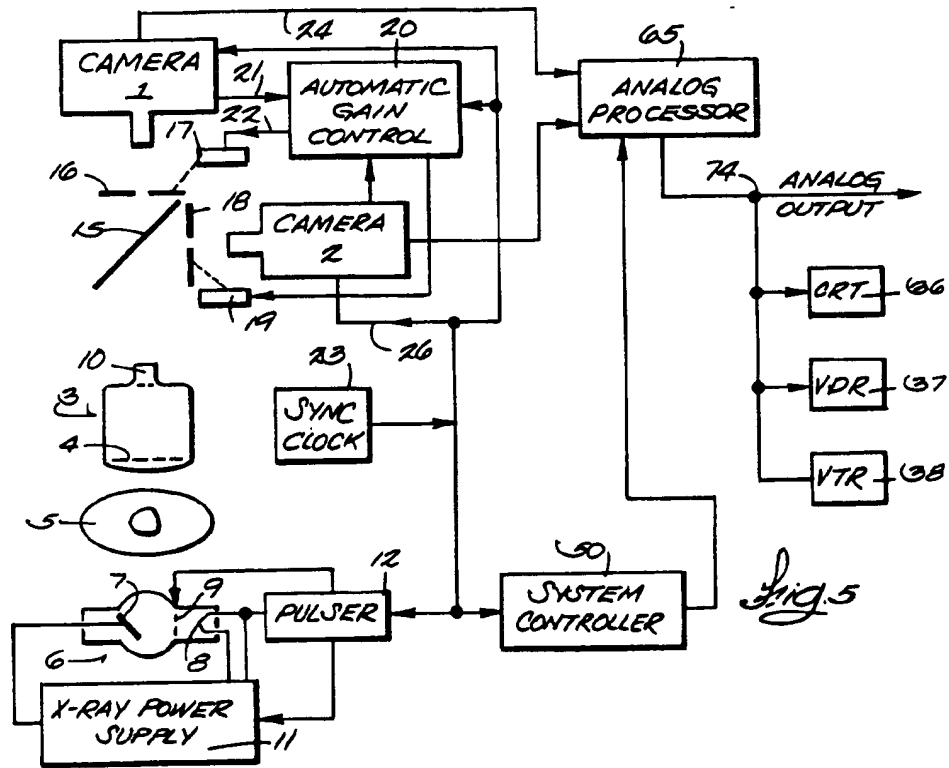 24
20
65
CAMERA
1
21
AUTOMATIC
GAIN
CONTROL
ANALOG
PROCESSOR
22
17
16
18
15
CAMERA
2
74
ANALOG
OUTPUT
CRT
36
19
26
10
3
23
SYNC
CLOCK
VDR
37
4
VTR
38
5
50
7
9
12
PULSER
SYSTEM
CONTROLLER
Fig. 5
6
8
X-RAY POWER
SUPPLY
11